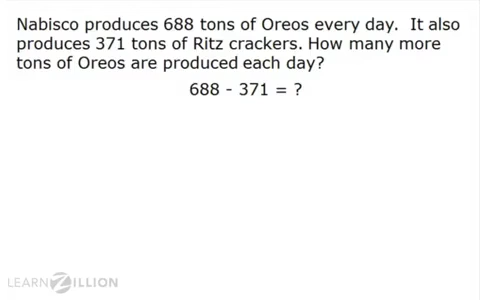 Nabisco produces 688 tons of Oreos every day.  It also
produces 371 tons of Ritz crackers. How many more
tons of Oreos are produced each day?
688 - 371 = ?
LEARNZILLION